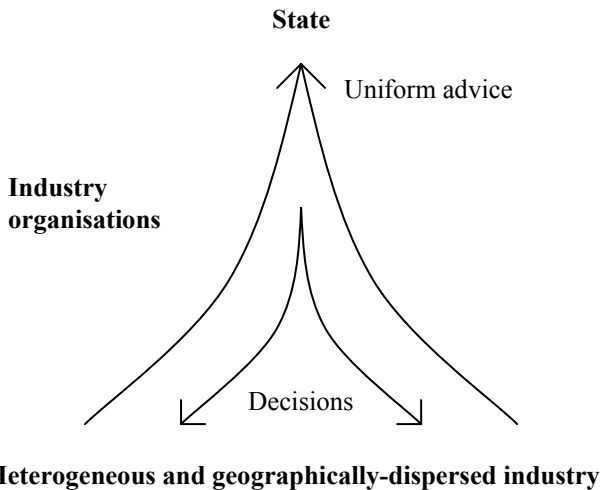 State
Uniform advice
Industry
organisations
Decisions
Heterogeneous and geographically-dispersed industry